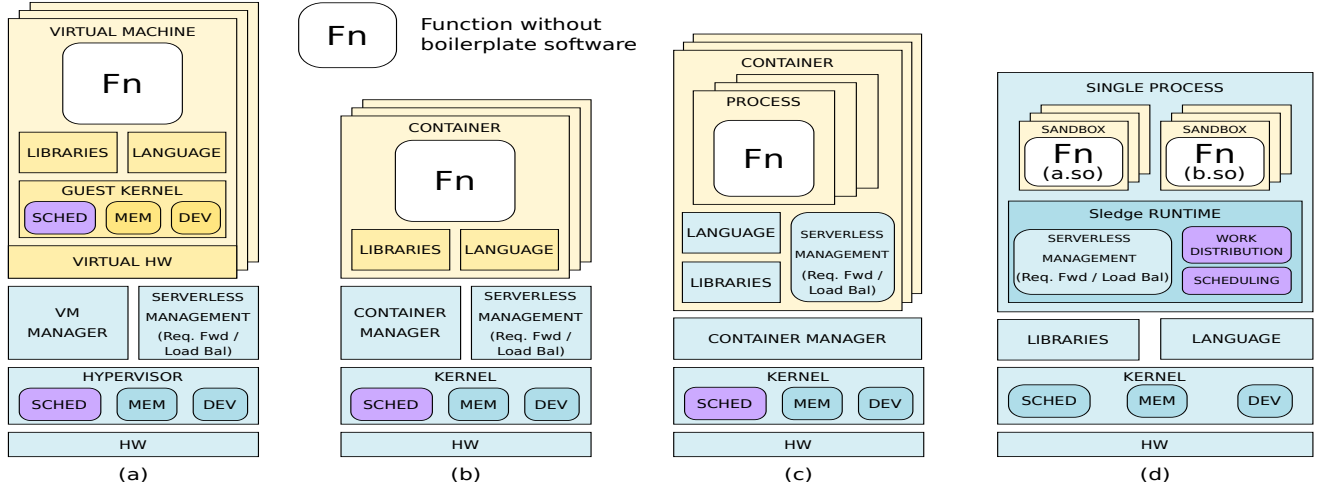 VIRTUAL MACHINE
Fn
LIBRARIES
LANGUAGE
GUEST KERNEL
SCHED
MEM
DEV
VIRTUAL HW
VM
MANAGER
SERVERLESS
MANAGEMENT
(Req. Fwd /
Load Bal)
HYPERVISOR
SCHED
MEM
DEV
HW
(a)
Fn
Function without
boilerplate software
CONTAINER
Fn
LIBRARIES
LANGUAGE
CONTAINER
MANAGER
SERVERLESS
MANAGEMENT
(Req. Fwd /
Load Bal)
KERNEL
SCHED
MEM
DEV
HW
(b)
CONTAINER
PROCESS
Fn
LANGUAGE
LIBRARIES
SERVERLESS
MANAGEMENT
(Req. Fwd /
Load Bal)
CONTAINER MANAGER
KERNEL
SCHED
MEM
DEV
HW
(c)
SINGLE PROCESS
SANDBOX
Fn
(a.so)
SANDBOX
Fn
(b.so)
Sledge RUNTIME
SERVERLESS
MANAGEMENT
(Req. Fwd / Load Bal)
WORK
DISTRIBUTION
SCHEDULING
LIBRARIES
LANGUAGE
KERNEL
SCHED
MEM
DEV
HW
(d)